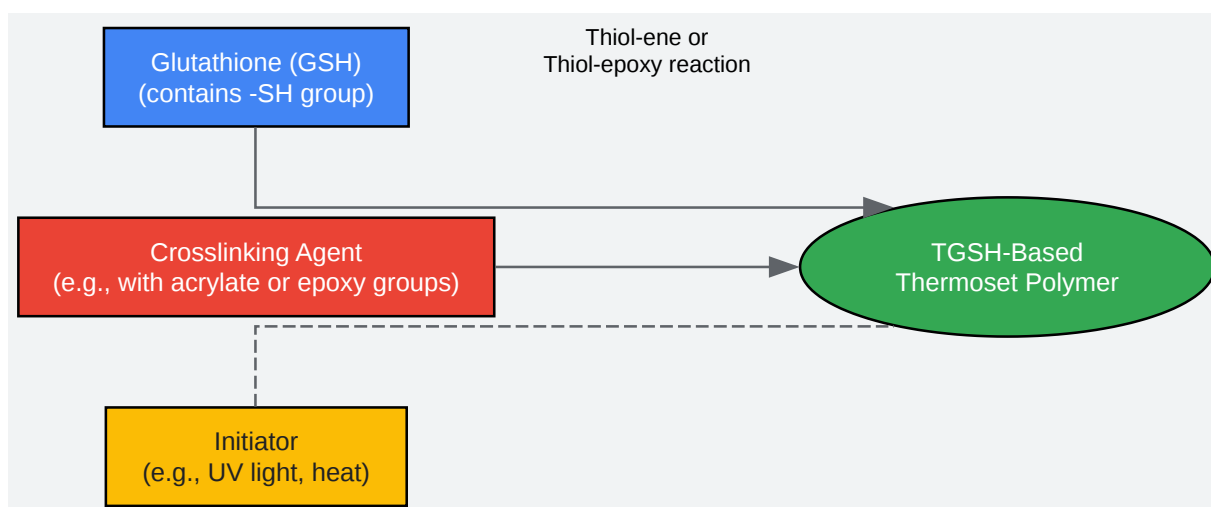 Glutathione (GSH)
(contains -SH group)
Thiol-ene or
Thiol-epoxy reaction
Crosslinking Agent
(e.g., with acrylate or epoxy groups)
TGSH-Based
Thermoset Polymer
Initiator
(e.g., UV light, heat)